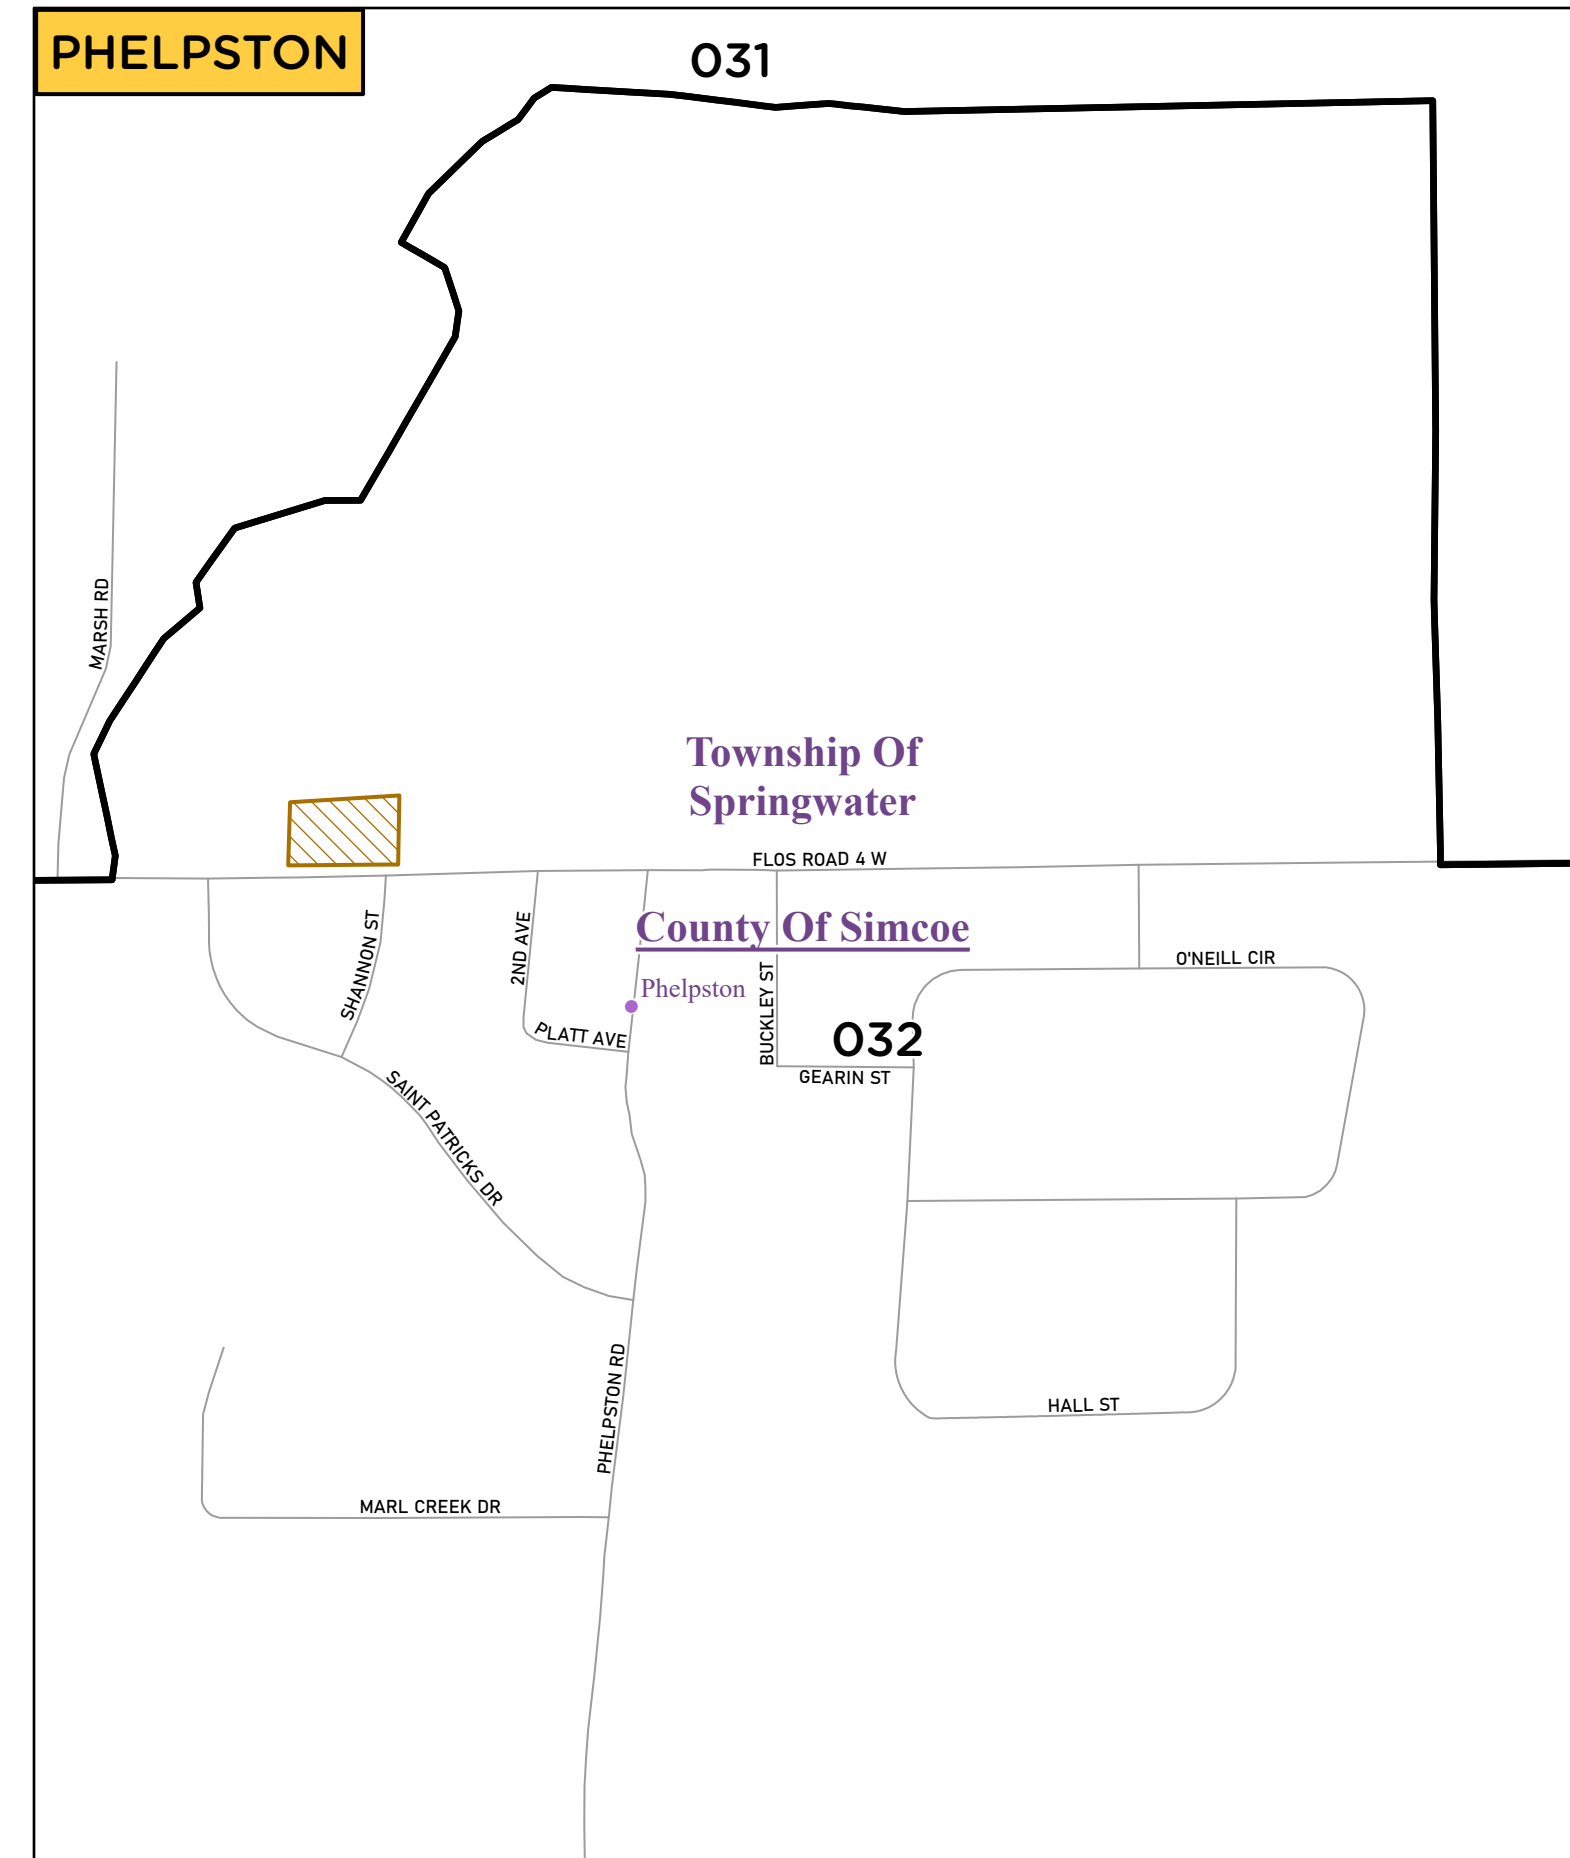 PHELPSTON
031
MARSH RD
Township Of
Springwater
FLOS ROAD 4 W
SHANNON ST
2ND AVE
County Of Simcoe
O'NEILL CIR
Phelpston
BUCKLEY ST
PLATT AVE
032
GEARIN ST
SAINT PATRICKS DR
PHELPSTON RD
HALL ST
MARL CREEK DR